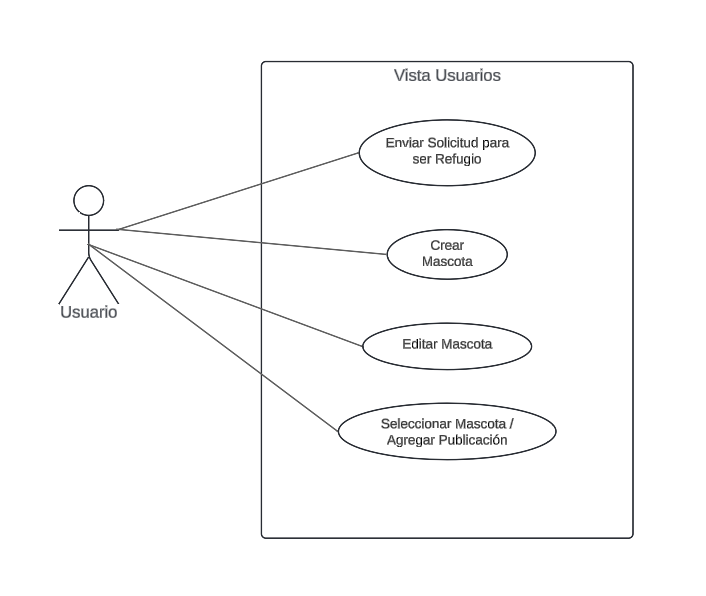 Vista Usuarios
Enviar Solicitud para
ser Refugio
Crear
Mascota
Usuario
Editar Mascota
Seleccionar Mascota /
Agregar Publicación